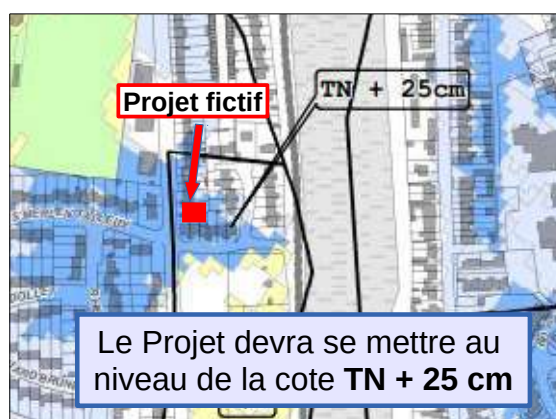 TN + 25cm
Projet fictif
Le Projet devra se mettre au
niveau de la cote TN + 25 cm